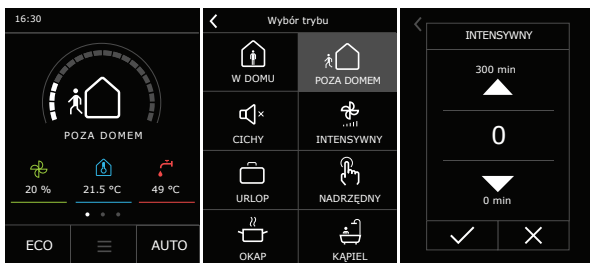 16:30
POZA DOMEM
20 %
21.5 °C
49 °C
ECO
AUTO
Wybór trybu
W DOMU
POZA DOMEM
CICHY
INTENSYWNY
URLOP
NADRZĘDNY
OKAP
KĄPIEL
INTENSYWNY
300 min
0
0 min